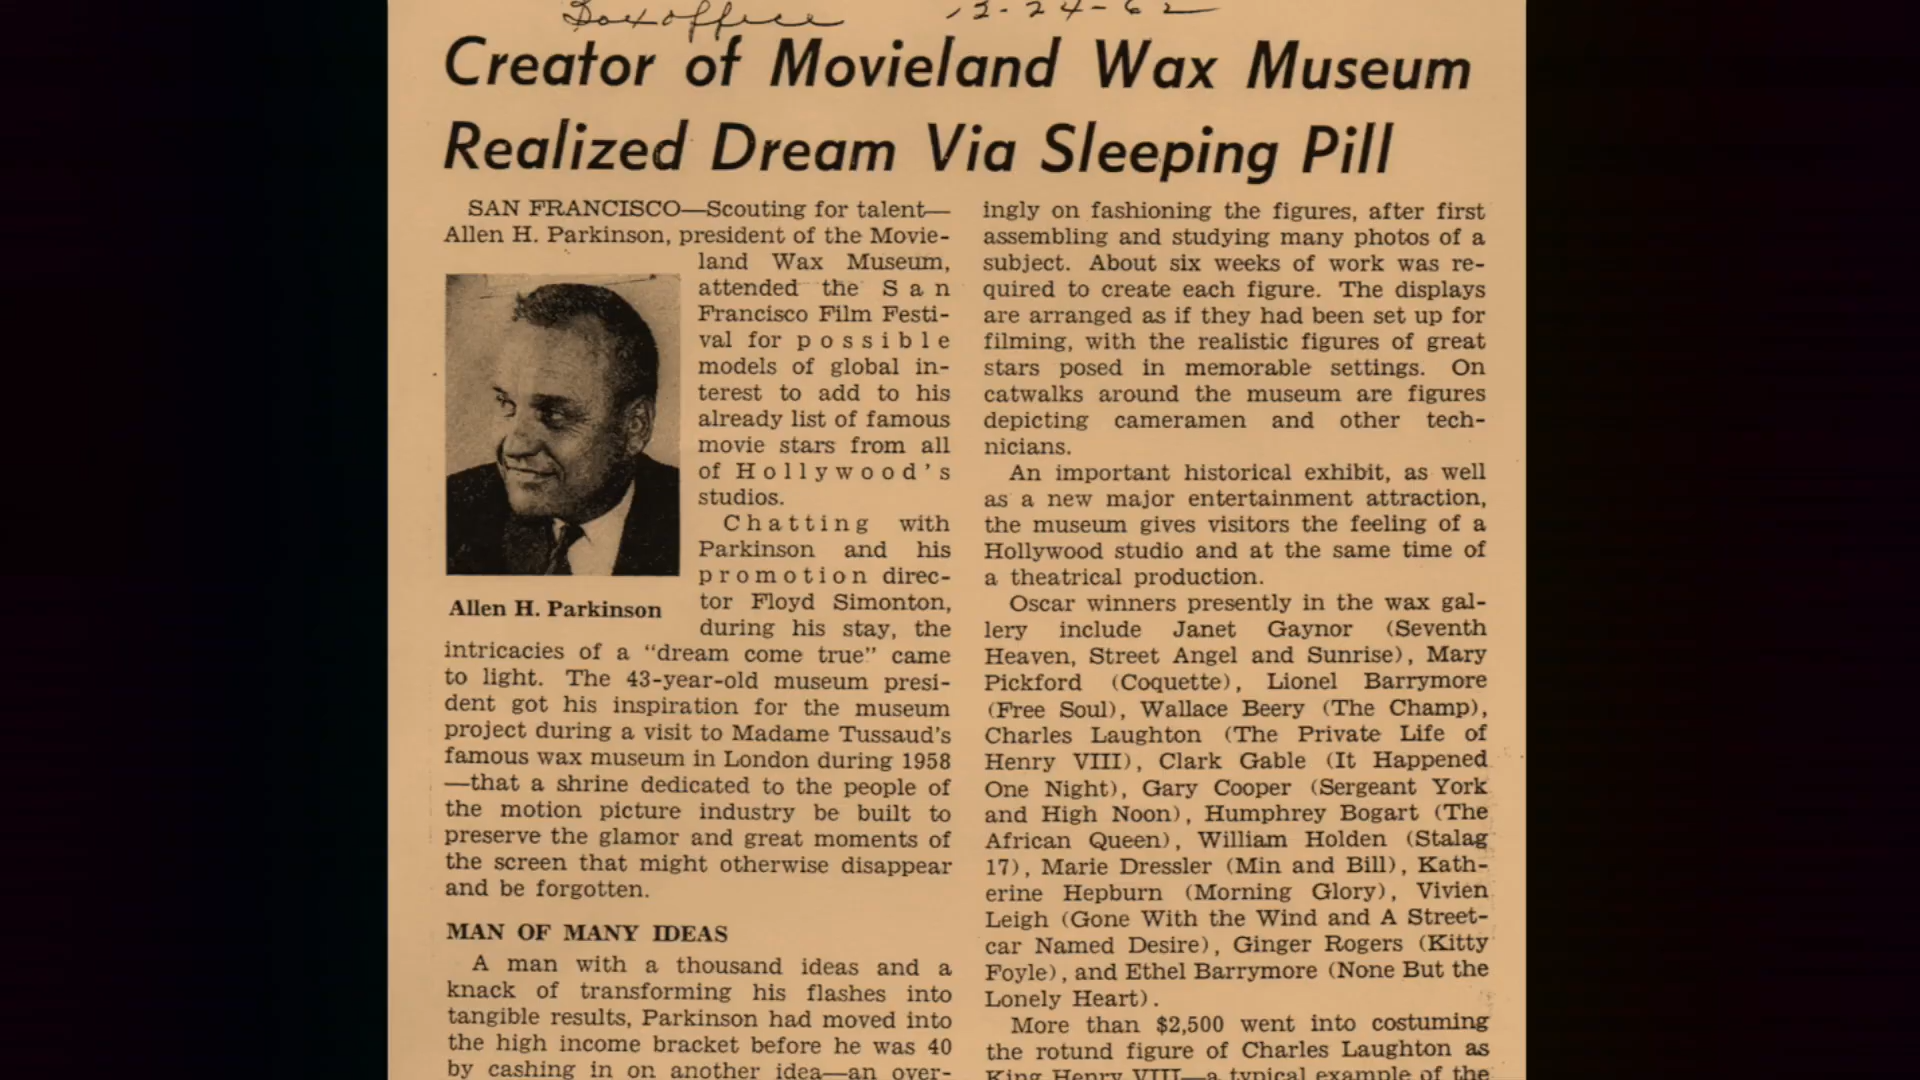 Boxoffice 12-24-62
Creator of Movieland Wax Museum
Realized Dream Via Sleeping Pill
SAN FRANCISCO—Scouting for talent—
Allen H. Parkinson, president of the Movie-
land Wax Museum,
attended the San
Francisco Film Festi-
val for possible
models of global in-
terest to add to his
already list of famous
movie stars from all
of Hollywood's
studios.
Chatting with
Parkinson and his
promotion direc-
tor Floyd Simonton,
during his stay, the
Allen H. Parkinson
intricacies of a "dream come true" came
to light. The 43-year-old museum presi-
dent got his inspiration for the museum
project during a visit to Madame Tussaud's
famous wax museum in London during 1958
—that a shrine dedicated to the people of
the motion picture industry be built to
preserve the glamor and great moments of
the screen that might otherwise disappear
and be forgotten.
MAN OF MANY IDEAS
A man with a thousand ideas and a
knack of transforming his flashes into
tangible results, Parkinson had moved into
the high income bracket before he was 40
by cashing in on another idea—an over-
ingly on fashioning the figures, after first
assembling and studying many photos of a
subject. About six weeks of work was re-
quired to create each figure. The displays
are arranged as if they had been set up for
filming, with the realistic figures of great
stars posed in memorable settings. On
catwalks around the museum are figures
depicting cameramen and other tech-
nicians.
An important historical exhibit, as well
as a new major entertainment attraction,
the museum gives visitors the feeling of a
Hollywood studio and at the same time of
a theatrical production.
Oscar winners presently in the wax gal-
lery include Janet Gaynor (Seventh
Heaven, Street Angel and Sunrise), Mary
Pickford (Coquette), Lionel Barrymore
(Free Soul), Wallace Beery (The Champ),
Charles Laughton (The Private Life of
Henry VIII), Clark Gable (It Happened
One Night), Gary Cooper (Sergeant York
and High Noon), Humphrey Bogart (The
African Queen), William Holden (Stalag
17), Marie Dressler (Min and Bill), Kath-
erine Hepburn (Morning Glory), Vivien
Leigh (Gone With the Wind and A Street-
car Named Desire), Ginger Rogers (Kitty
Foyle), and Ethel Barrymore (None But the
Lonely Heart).
More than $2,500 went into costuming
the rotund figure of Charles Laughton as
King Henry VIII—a typical example of the